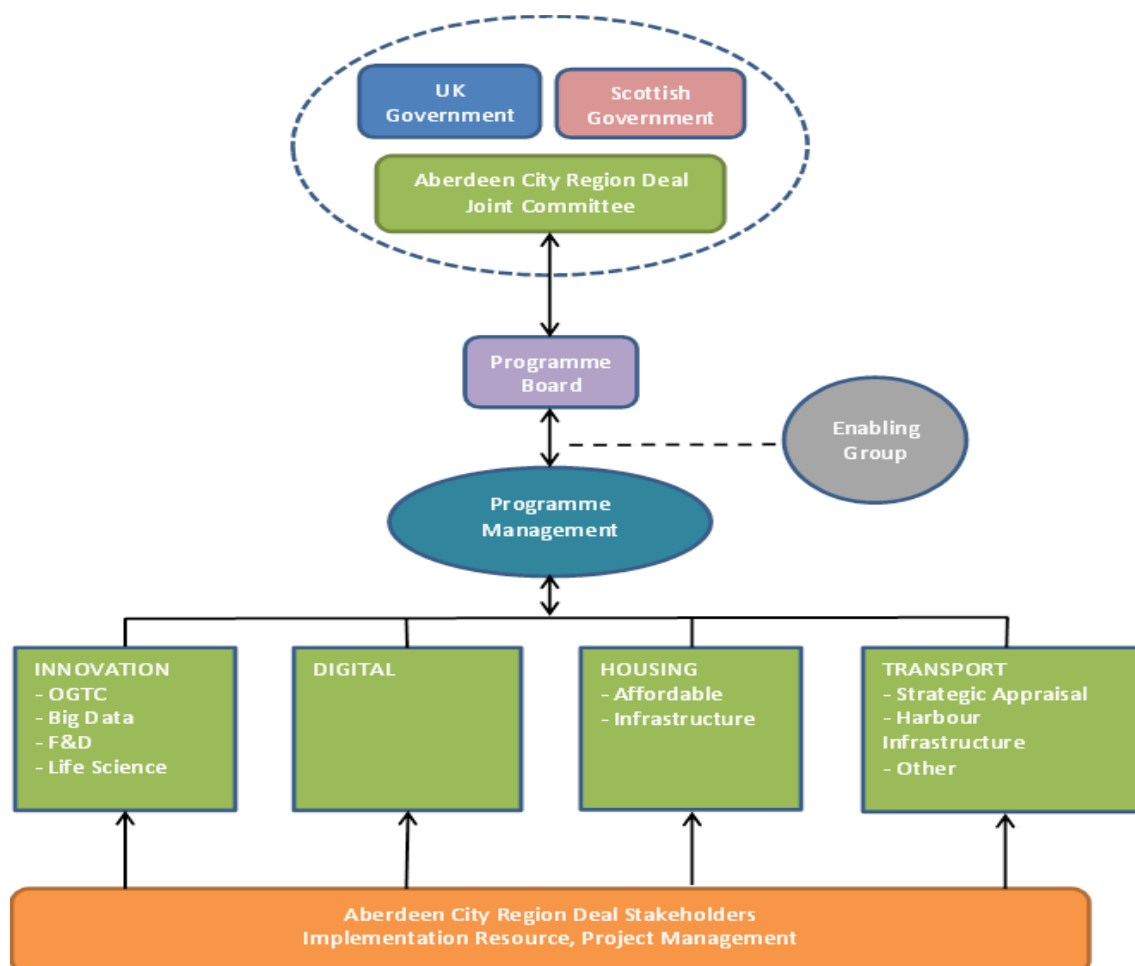 UK
Government
Scottish
Government
Aberdeen City Region Deal
Joint Committee
Programme
Board
Enabling
Group
Programme
Management
INNOVATION
- OGTC
- Big Data
- F&D
- Life Science
DIGITAL
HOUSING
- Affordable
- Infrastructure
TRANSPORT
- Strategic Appraisal
- Harbour
Infrastructure
- Other
Aberdeen City Region Deal Stakeholders
Implementation Resource, Project Management